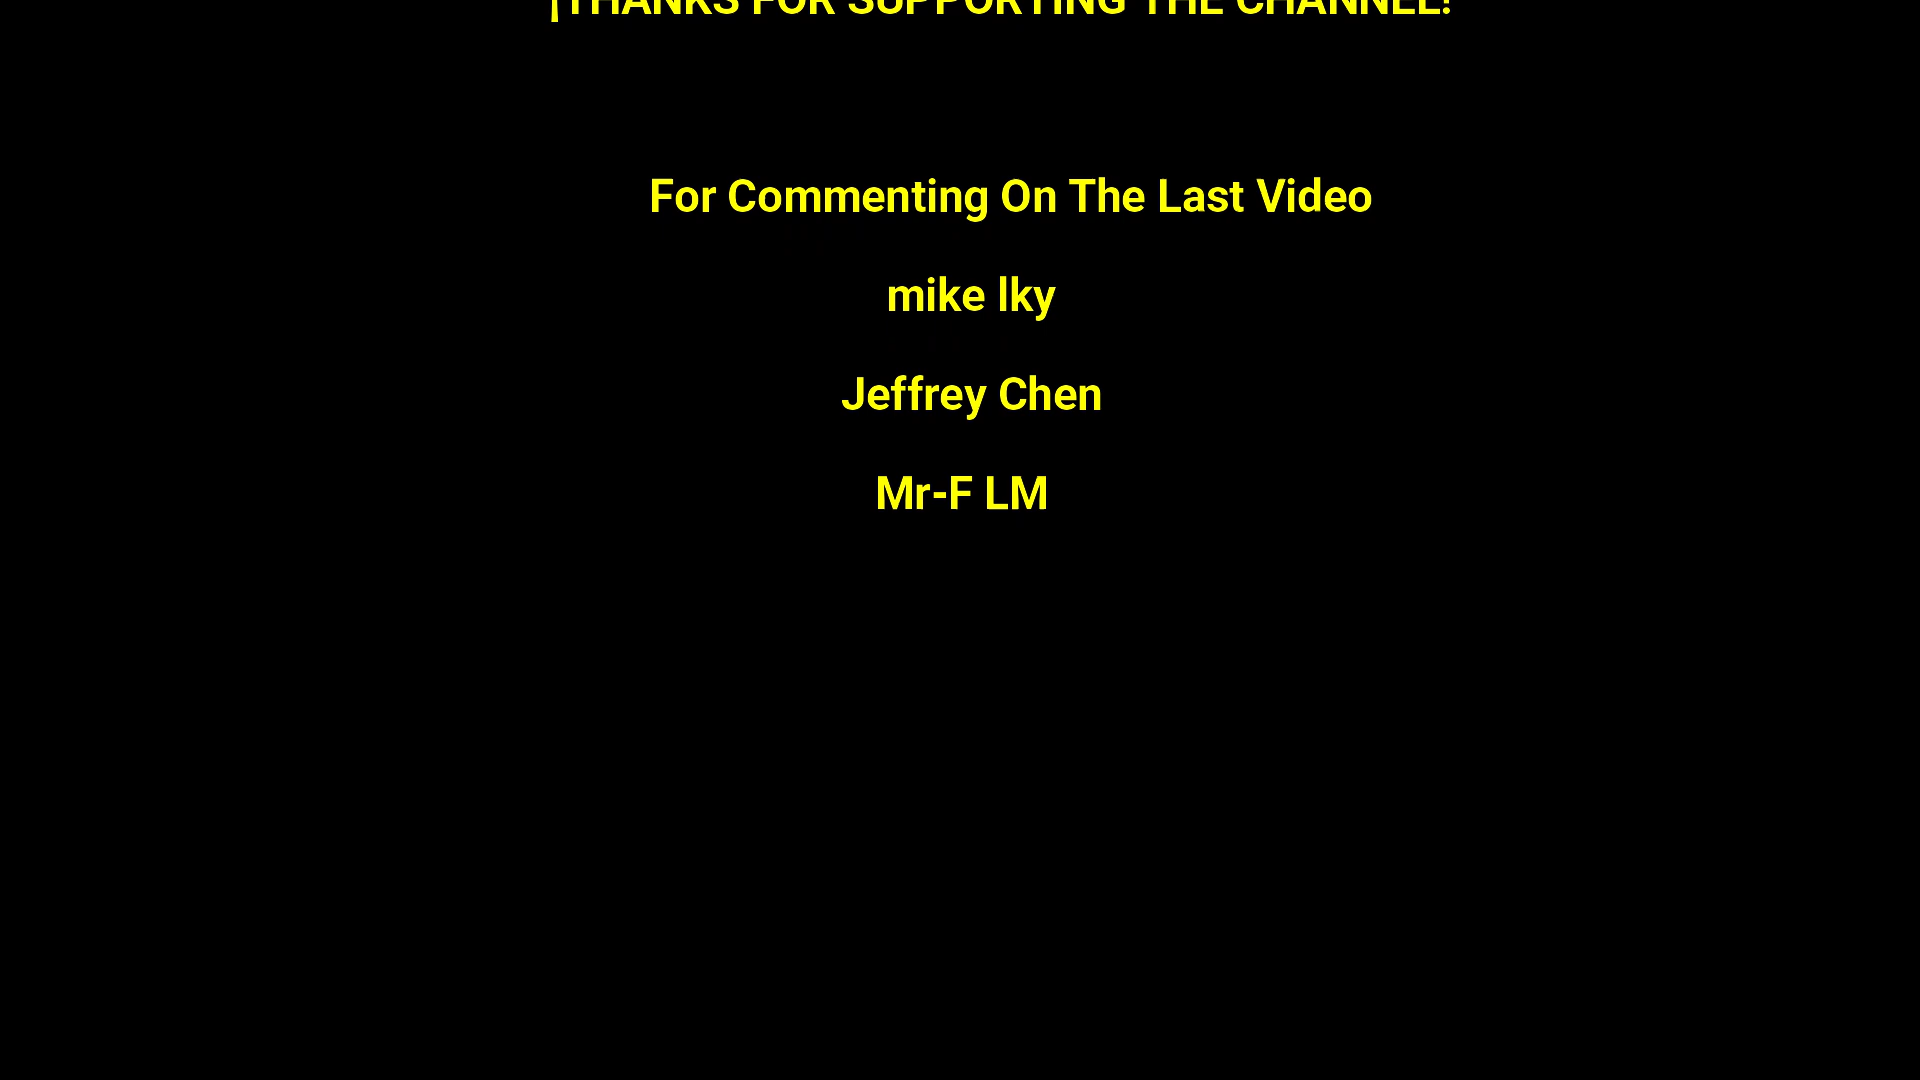 ¡THANKS FOR SUPPORTING THE CHANNEL!
For Commenting On The Last Video
mike lky
Jeffrey Chen
Mr-F LM